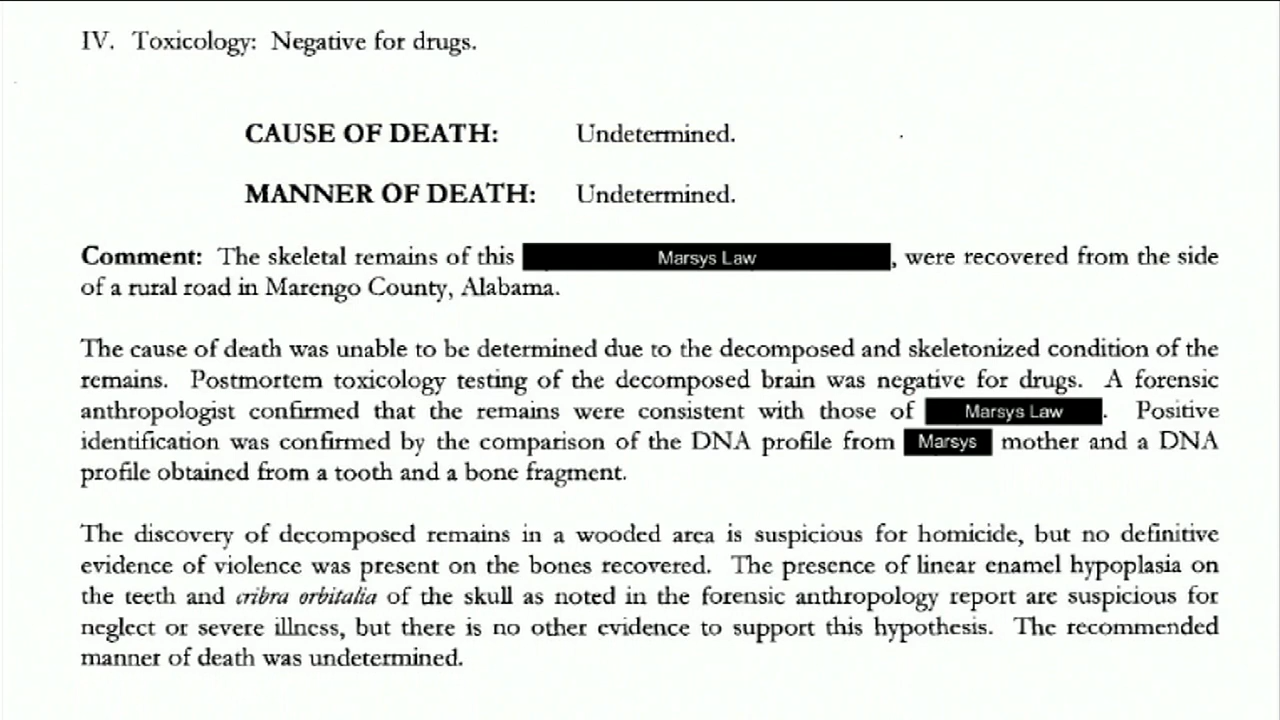 IV. Toxicology: Negative for drugs.
CAUSE OF DEATH: Undetermined.
MANNER OF DEATH: Undetermined.
Comment: The skeletal remains of this Marsys Law, were recovered from the side
of a rural road in Marengo County, Alabama.
The cause of death was unable to be determined due to the decomposed and skeletonized condition of the
remains. Postmortem toxicology testing of the decomposed brain was negative for drugs. A forensic
anthropologist confirmed that the remains were consistent with those of Marsys Law. Positive
identification was confirmed by the comparison of the DNA profile from Marsys mother and a DNA
profile obtained from a tooth and a bone fragment.
The discovery of decomposed remains in a wooded area is suspicious for homicide, but no definitive
evidence of violence was present on the bones recovered. The presence of linear enamel hypoplasia on
the teeth and cribra orbitalia of the skull as noted in the forensic anthropology report are suspicious for
neglect or severe illness, but there is no other evidence to support this hypothesis. The recommended
manner of death was undetermined.